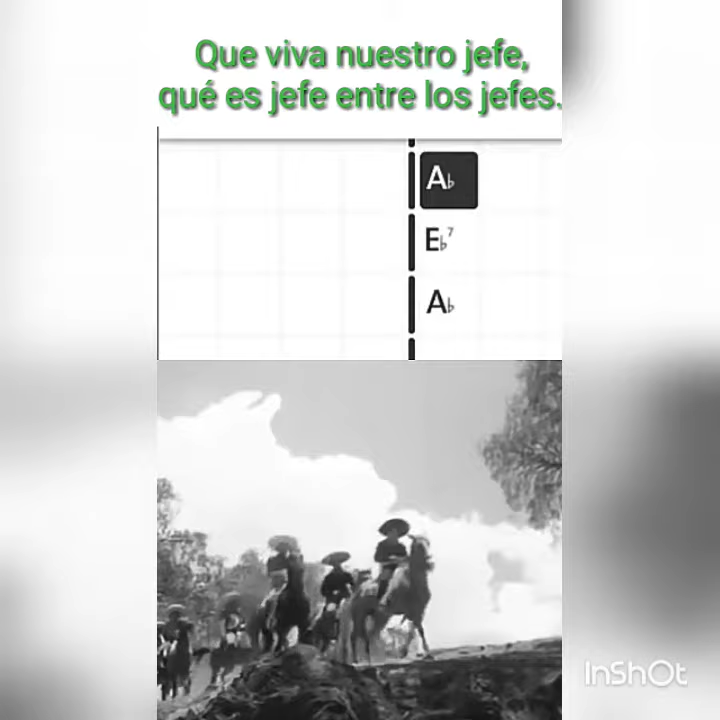 Que viva nuestro jefe,
qué es jefe entre los jefes.
A♭
E♭7
A♭
InShOt